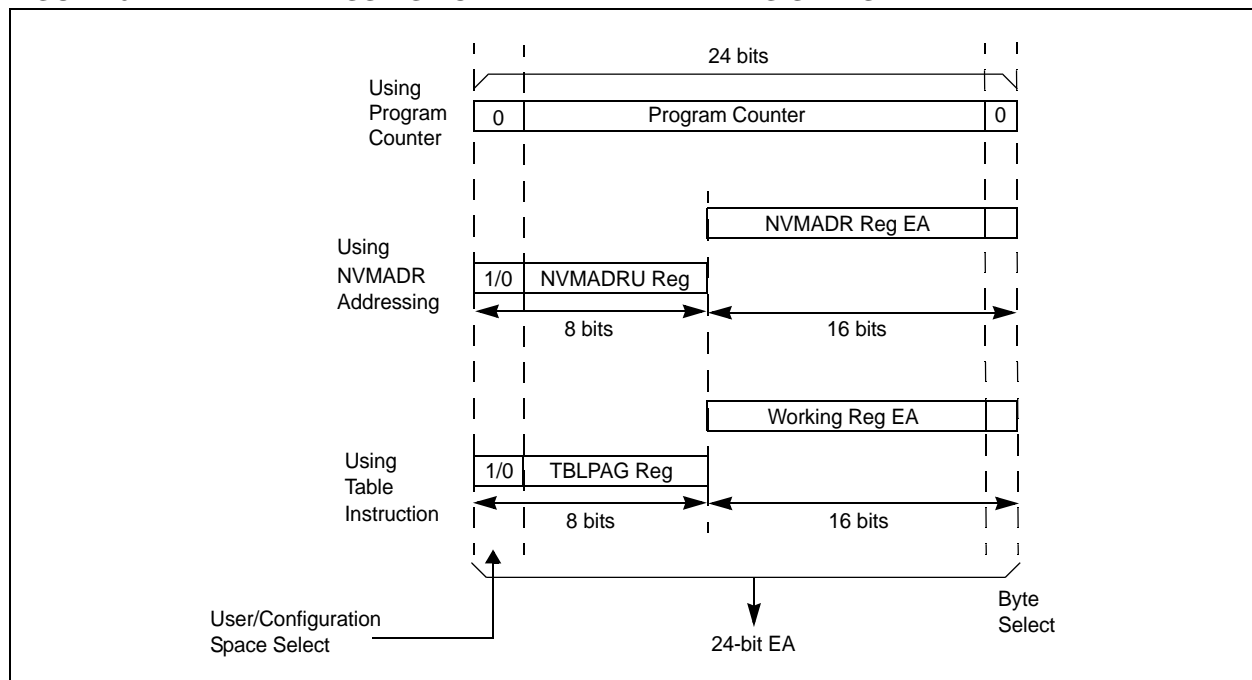 24 bits
Using
Program
Counter
0
Program Counter
0
NVMADR Reg EA
Using
NVMADR
Addressing
1/0
NVMADRU Reg
8 bits
16 bits
Working Reg EA
Using
Table
Instruction
1/0
TBLPAG Reg
8 bits
16 bits
User/Configuration
Space Select
24-bit EA
Byte
Select